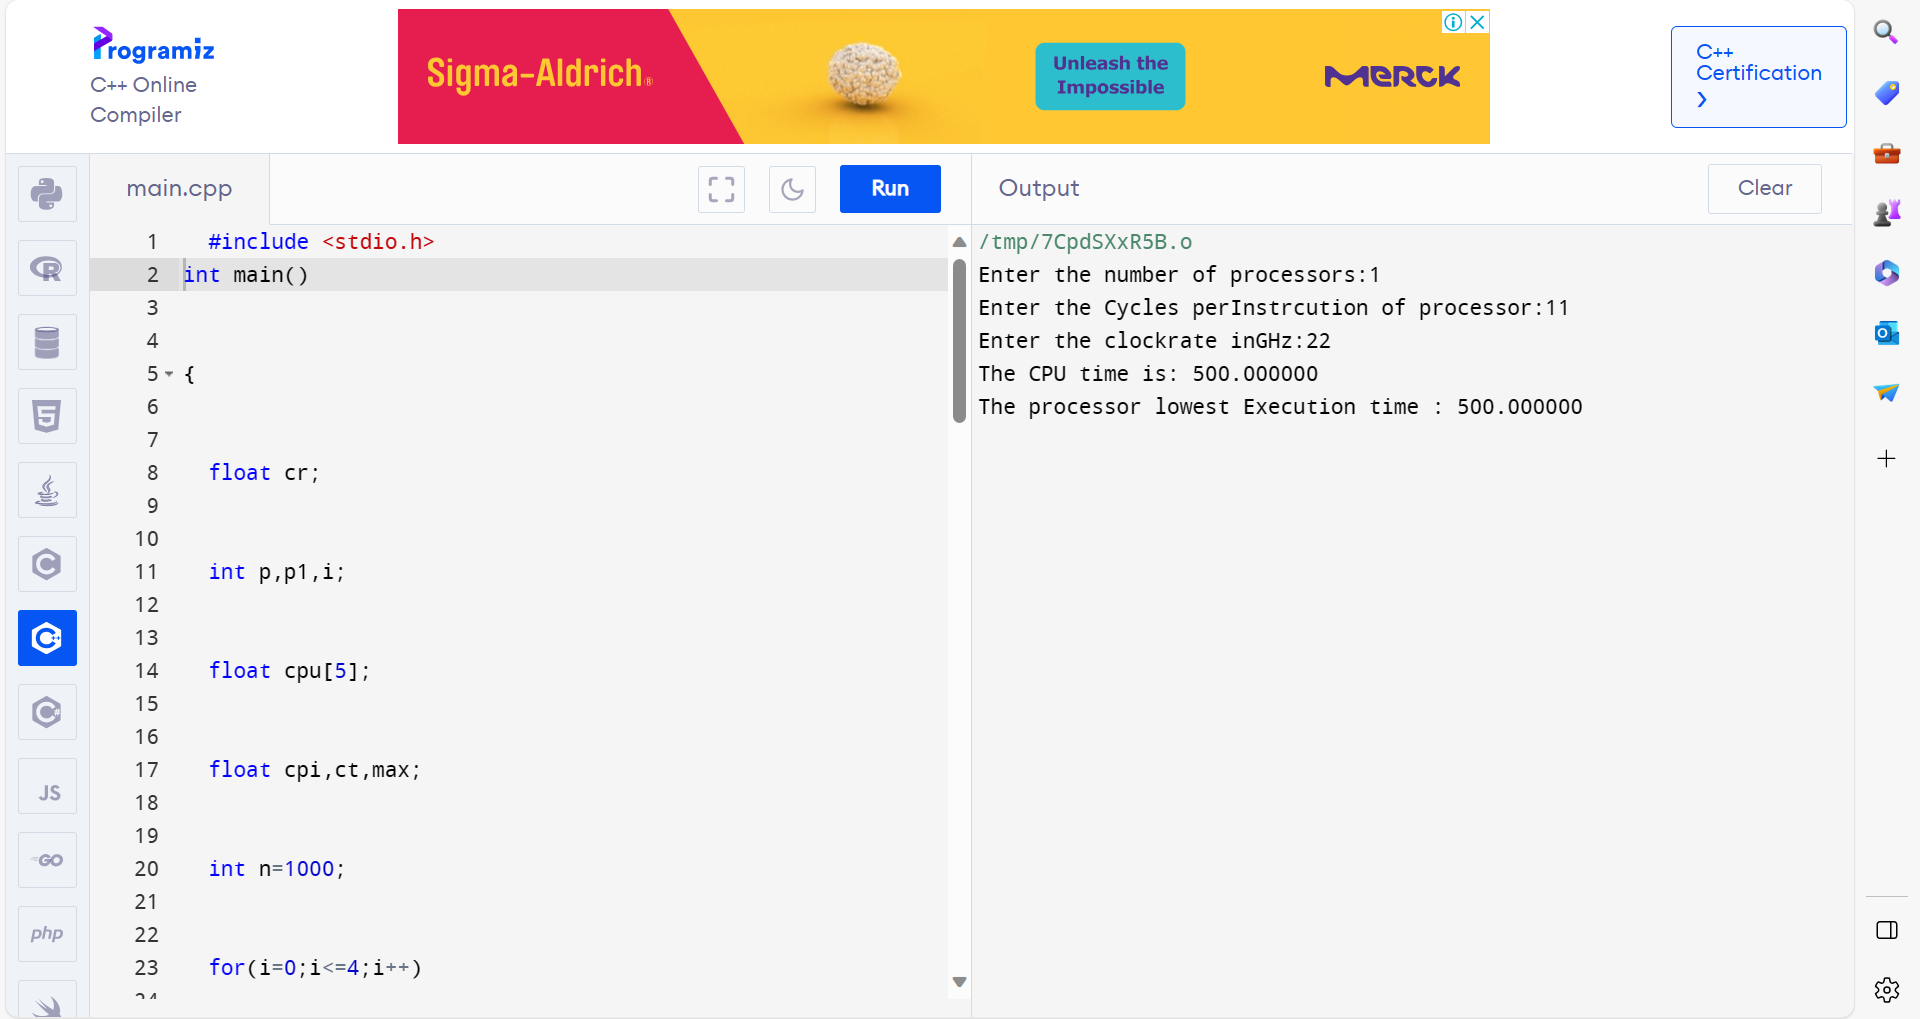 Programiz
C++ Online
Compiler
Sigma-Aldrich®
Unleash the
Impossible
MERCK
C++
Certification
main.cpp
Run
Output
Clear
1 #include <stdio.h>
2 int main()
3
4
5 {
6
7
8 float cr;
9
10
11 int p,p1,i;
12
13
14 float cpu[5];
15
16
17 float cpi,ct,max;
18
19
20 int n=1000;
21
22
23 for(i=0;i<=4;i++)
/tmp/7CpdSXxR5B.o
Enter the number of processors:1
Enter the Cycles perInstrcution of processor:11
Enter the clockrate inGHz:22
The CPU time is: 500.000000
The processor lowest Execution time : 500.000000
R
5
C
C++
C#
JS
GO
php